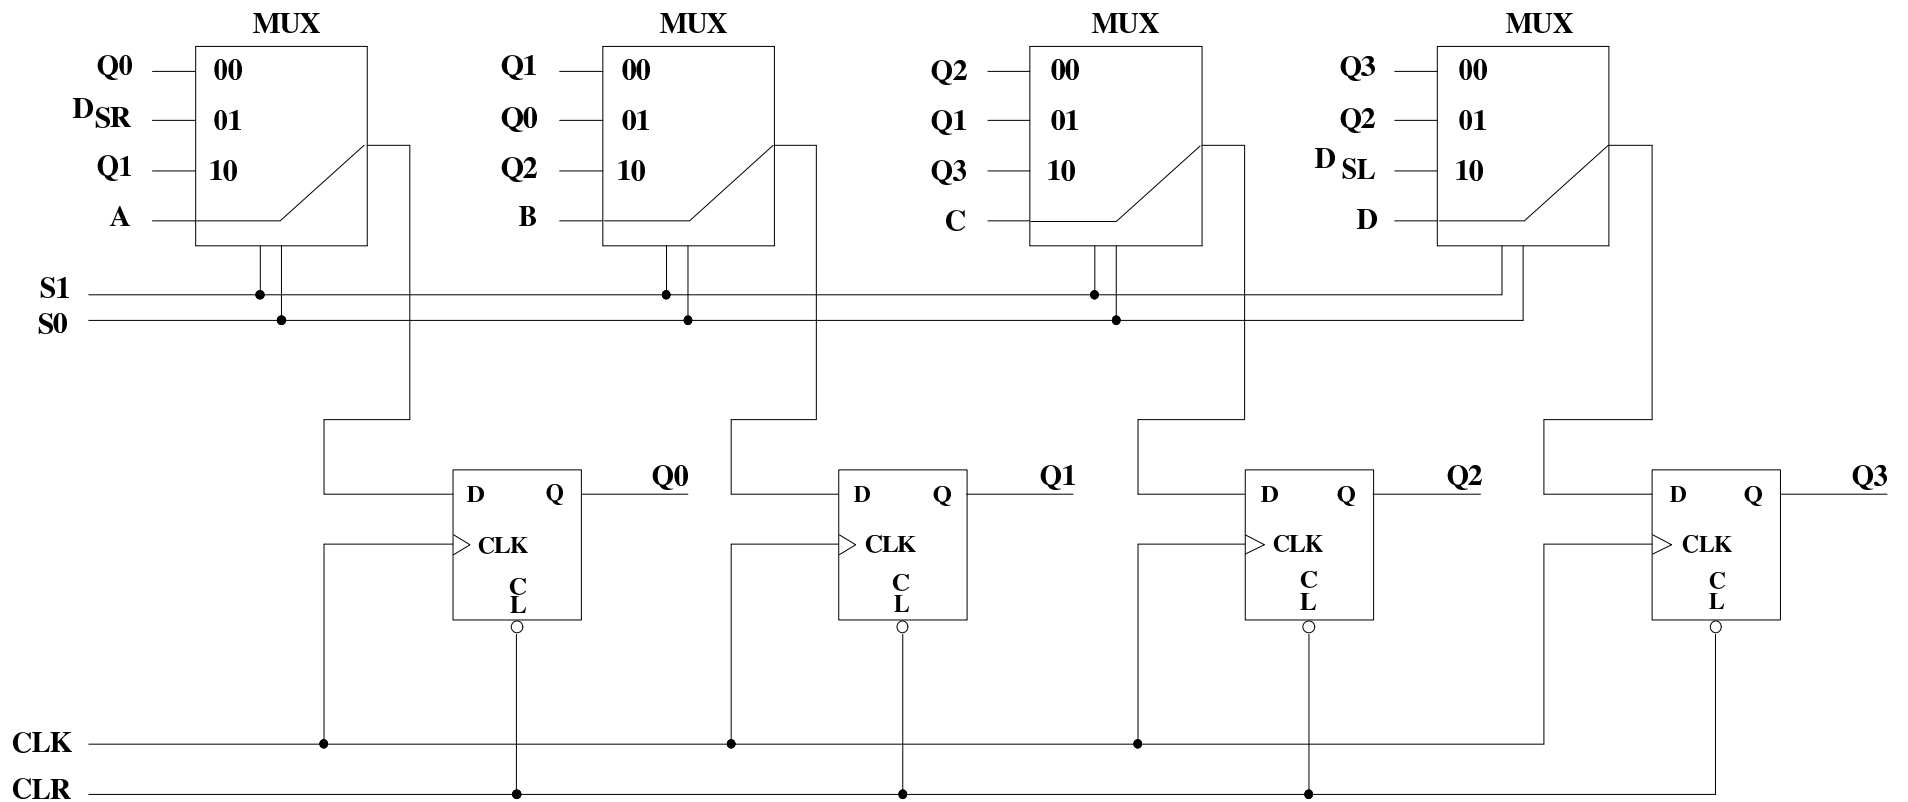 MUX MUX MUX MUX
Q0 00 Q1 00 Q2 00 Q3 00
DSR 01 Q0 01 Q1 01 Q2 01
Q1 10 Q2 10 Q3 10 D SL 10
A B C D
S1
S0
Q0 Q1 Q2 Q3
D Q D Q D Q D Q
CLK CLK CLK CLK
C C C C
L L L L
CLK
CLR